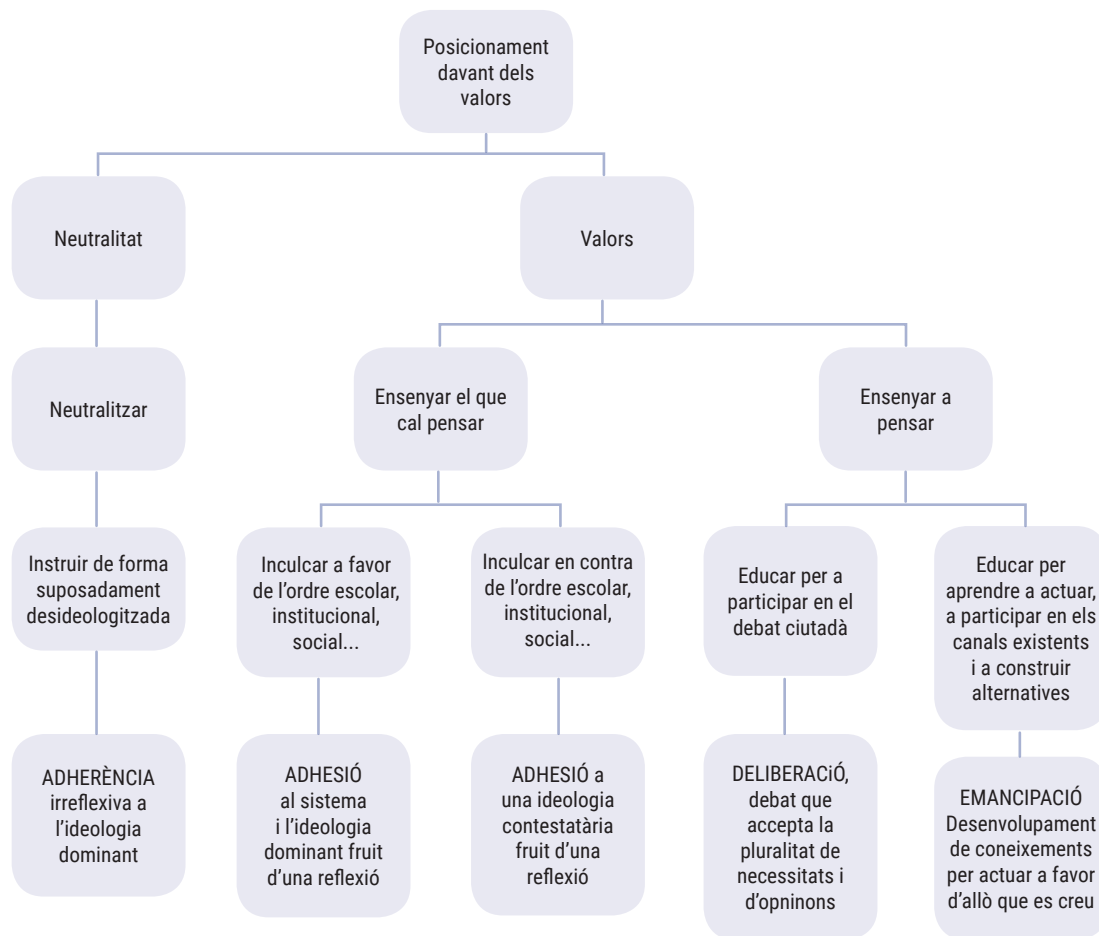 Posicionament
davant dels
valors
Neutralitat
Valors
Neutralitzar
Ensenyar el que
cal pensar
Ensenyar a
pensar
Instruir de forma
suposadament
desideologitzada
Inculcar a favor
de l’ordre escolar,
institucional,
social...
Inculcar en contra
de l’ordre escolar,
institucional,
social...
Educar per a
participar en el
debat ciutadà
Educar per
aprendre a actuar,
a participar en els
canals existents
i a construir
alternatives
ADHERÈNCIA
irreflexiva a
l’ideologia
dominant
ADHESIÓ
al sistema
i l’ideologia
dominant fruit
d’una reflexió
ADHESIÓ a
una ideologia
contestatària
fruit d’una
reflexió
DELIBERACiÓ,
debat que
accepta la
pluralitat de
necessitats i
d’opninons
EMANCIPACIÓ
Desenvolupament
de coneixements
per actuar a favor
d’allò que es creu